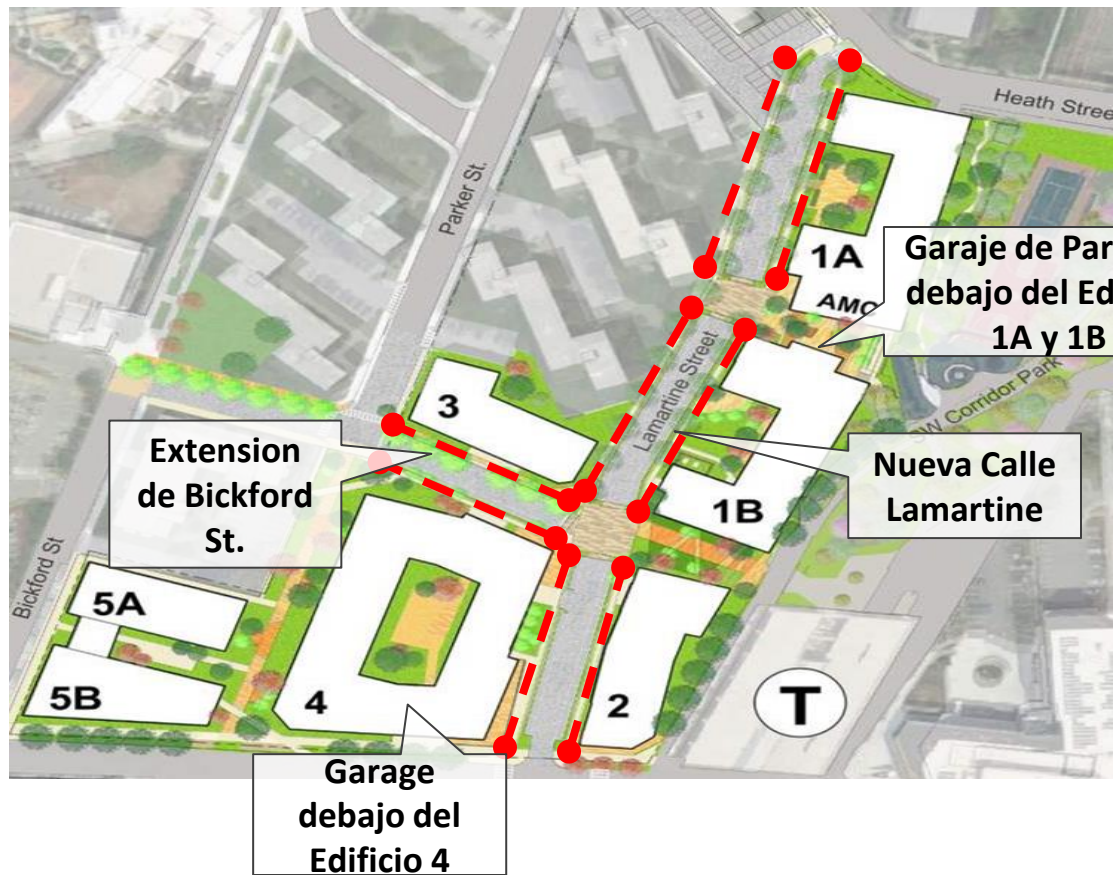 Heath Stree
Parker St.
1A
AMC
Garaje de Par
debajo del Ed
1A y 1B
Lamartine Street
SW Corridor Park
3
Extension
de Bickford
St.
Nueva Calle
Lamartine
1B
Bickford St
5A
5B
4
2
T
Garage
debajo del
Edificio 4